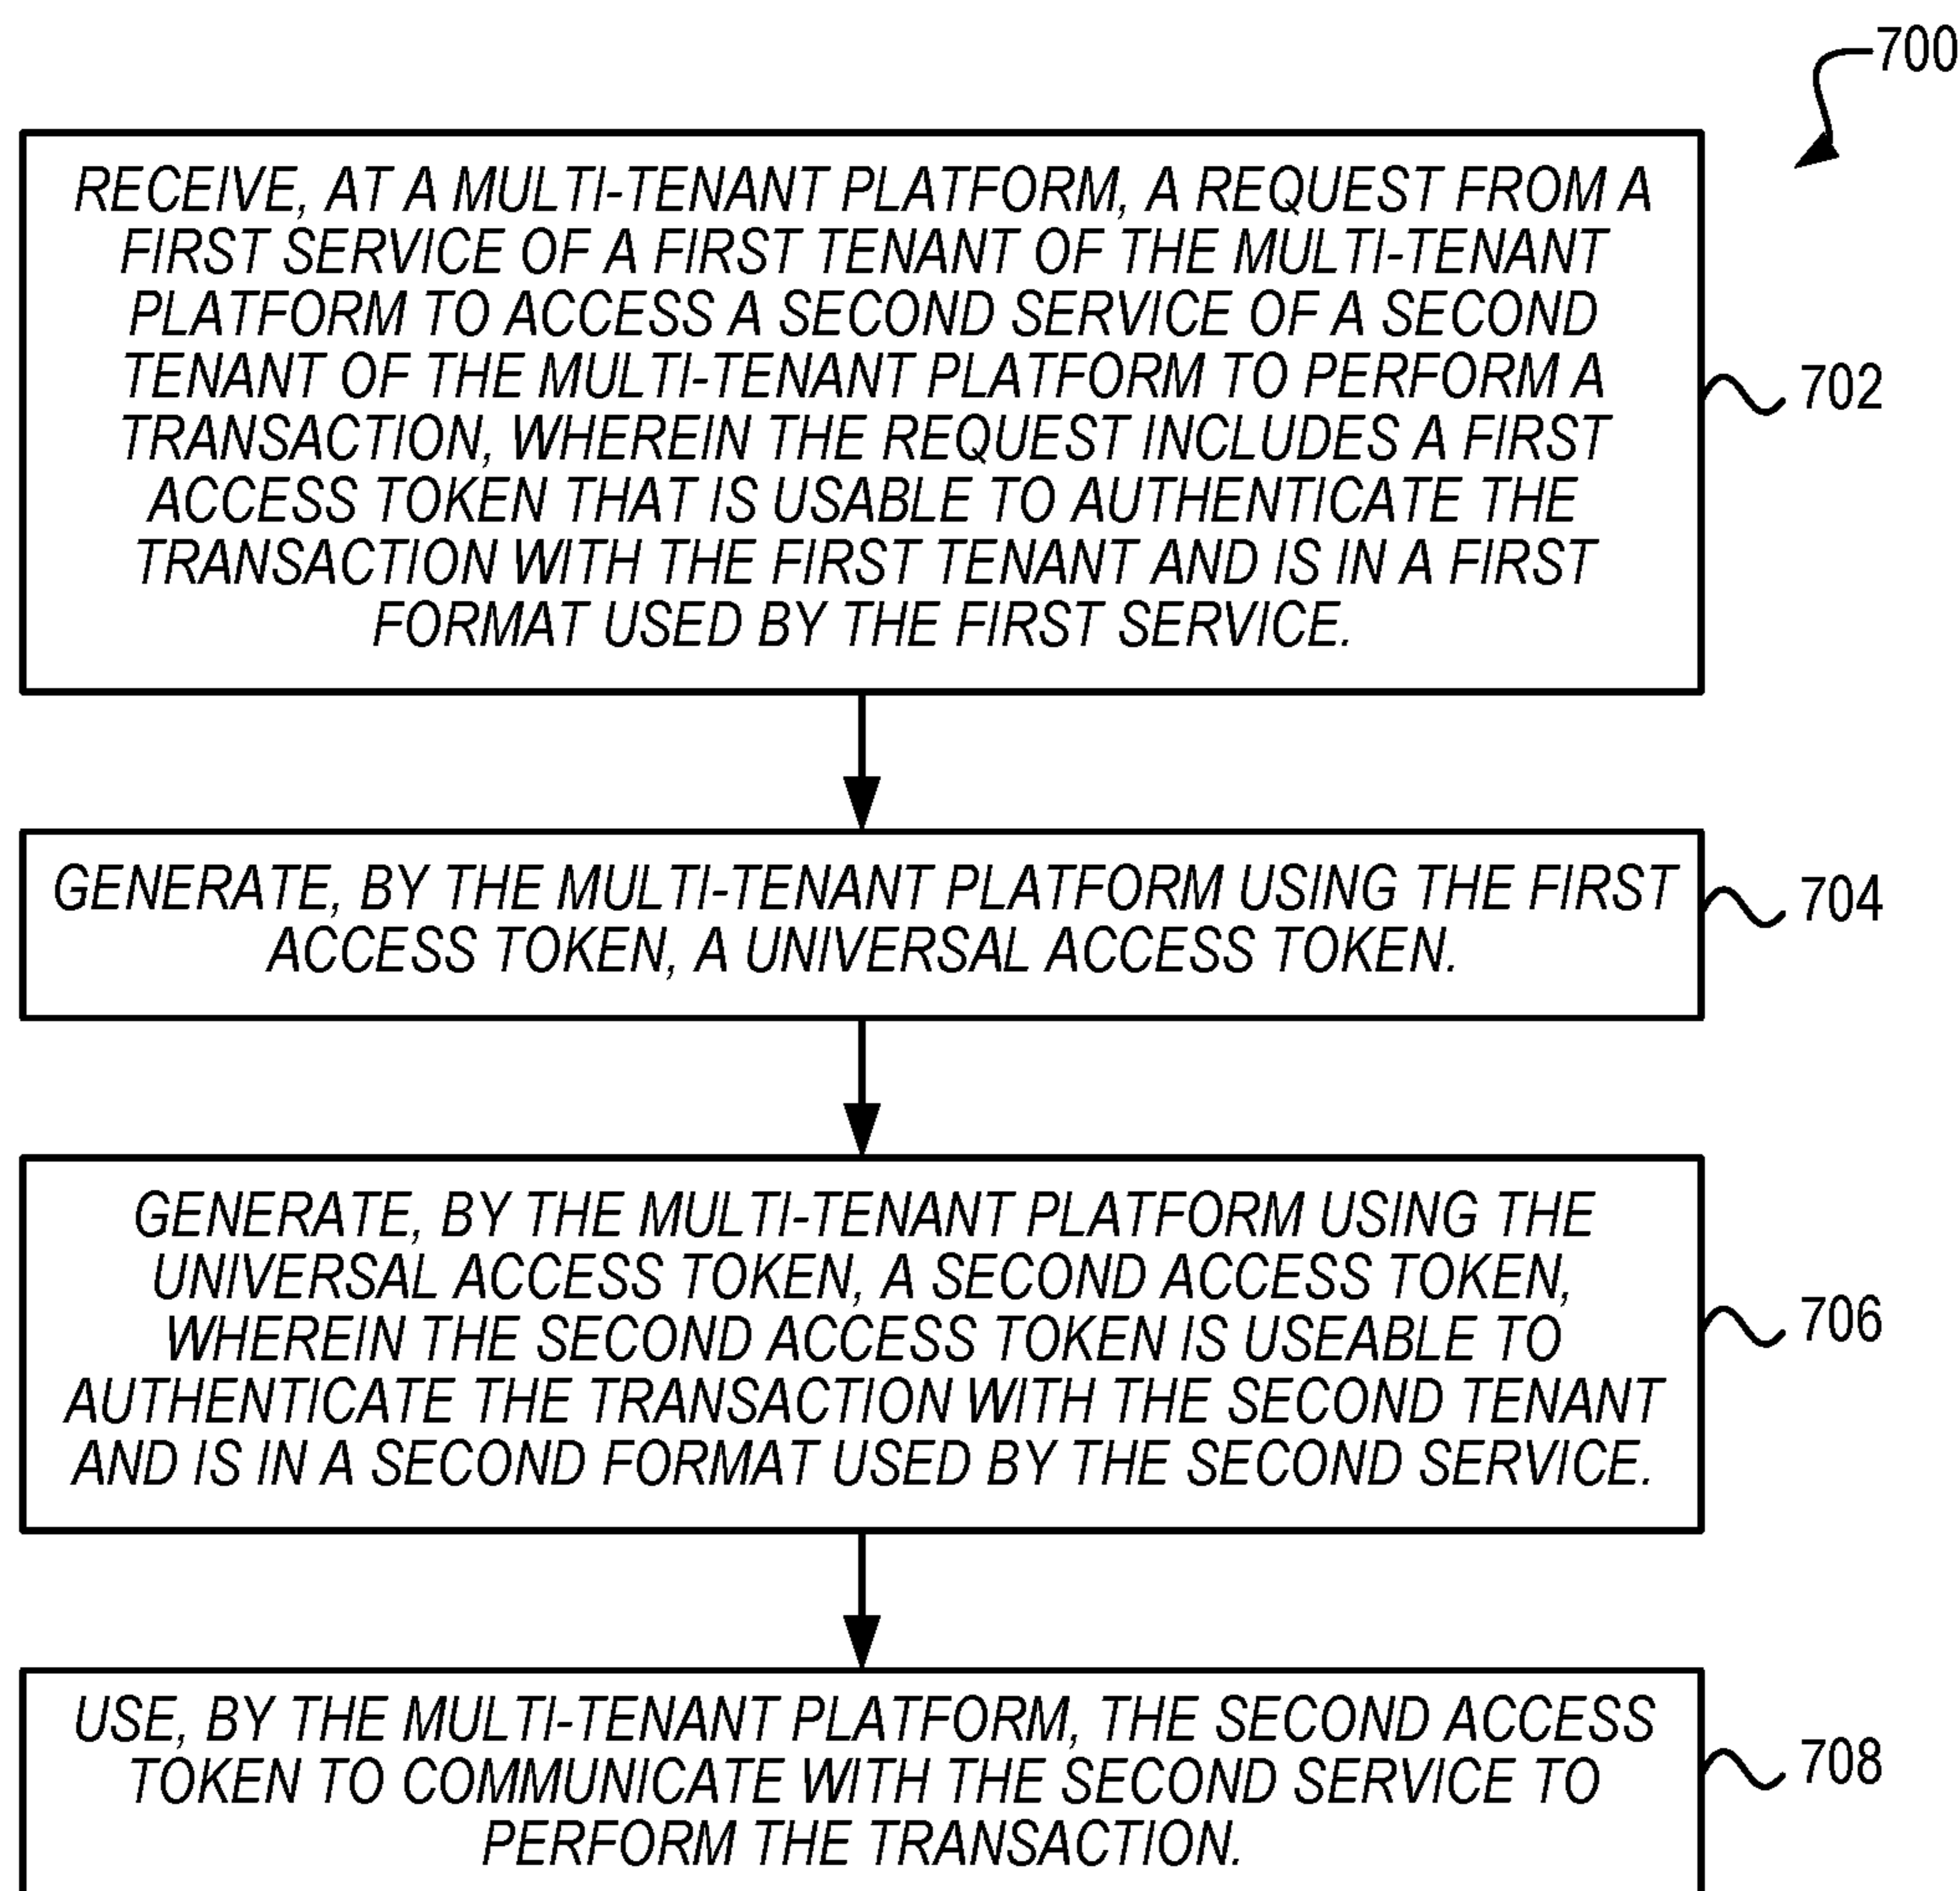 700
RECEIVE, AT A MULTI-TENANT PLATFORM, A REQUEST FROM A
FIRST SERVICE OF A FIRST TENANT OF THE MULTI-TENANT
PLATFORM TO ACCESS A SECOND SERVICE OF A SECOND
TENANT OF THE MULTI-TENANT PLATFORM TO PERFORM A
TRANSACTION, WHEREIN THE REQUEST INCLUDES A FIRST
ACCESS TOKEN THAT IS USABLE TO AUTHENTICATE THE
TRANSACTION WITH THE FIRST TENANT AND IS IN A FIRST
FORMAT USED BY THE FIRST SERVICE.
702
GENERATE, BY THE MULTI-TENANT PLATFORM USING THE FIRST
ACCESS TOKEN, A UNIVERSAL ACCESS TOKEN.
704
GENERATE, BY THE MULTI-TENANT PLATFORM USING THE
UNIVERSAL ACCESS TOKEN, A SECOND ACCESS TOKEN,
WHEREIN THE SECOND ACCESS TOKEN IS USEABLE TO
AUTHENTICATE THE TRANSACTION WITH THE SECOND TENANT
AND IS IN A SECOND FORMAT USED BY THE SECOND SERVICE.
706
USE, BY THE MULTI-TENANT PLATFORM, THE SECOND ACCESS
TOKEN TO COMMUNICATE WITH THE SECOND SERVICE TO
PERFORM THE TRANSACTION.
708